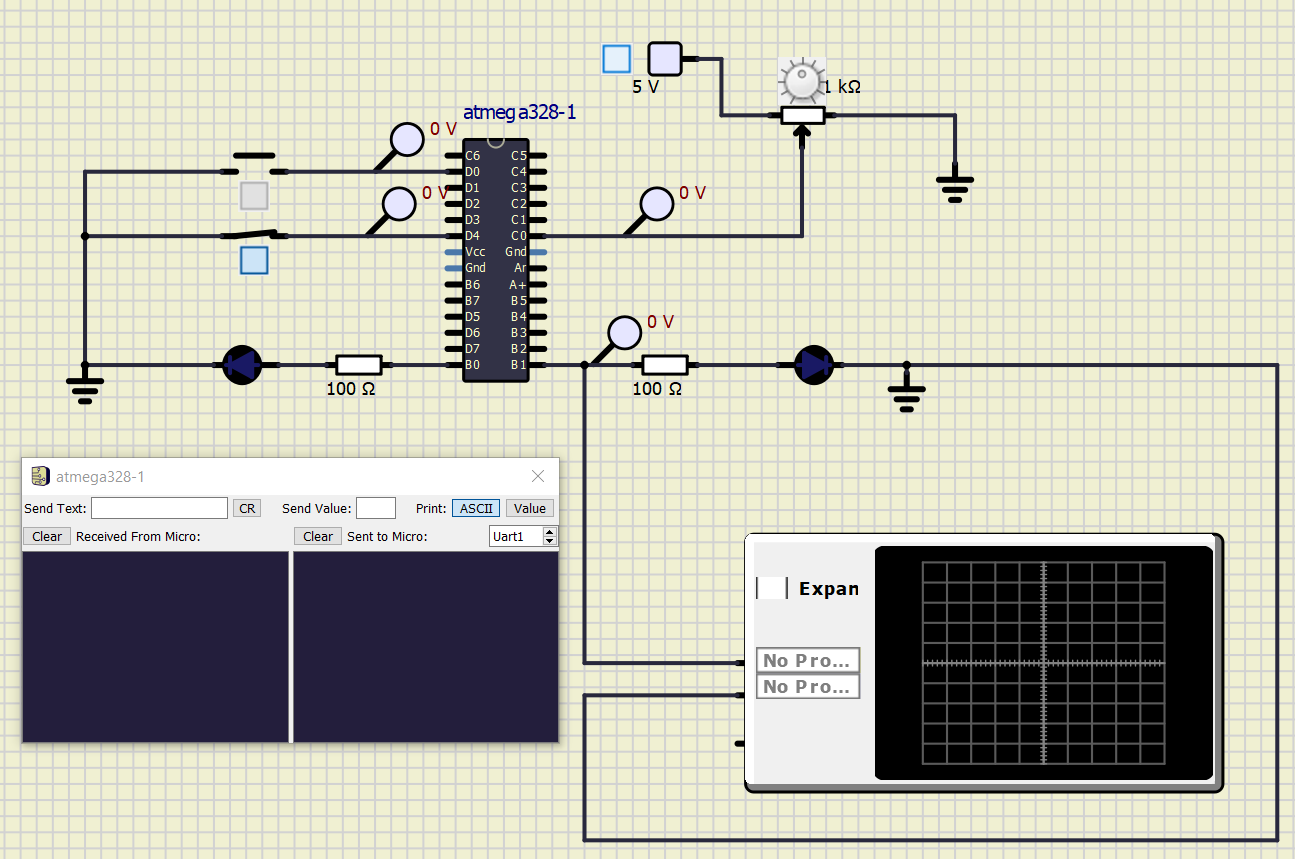 5 V
1 kΩ
atmega328-1
0 V
0 V
0 V
0 V
C6 C5
D0 C4
D1 C3
D2 C2
D3 C1
D4 C0
Vcc Gnd
Gnd Ar
B6 A+
B7 B5
D5 B4
D6 B3
D7 B2
B0 B1
100 Ω
100 Ω
atmega328-1
Send Text: CR Send Value: Print: ASCII Value
Clear Received From Micro: Clear Sent to Micro: Uart1
Expan
No Pro...
No Pro...